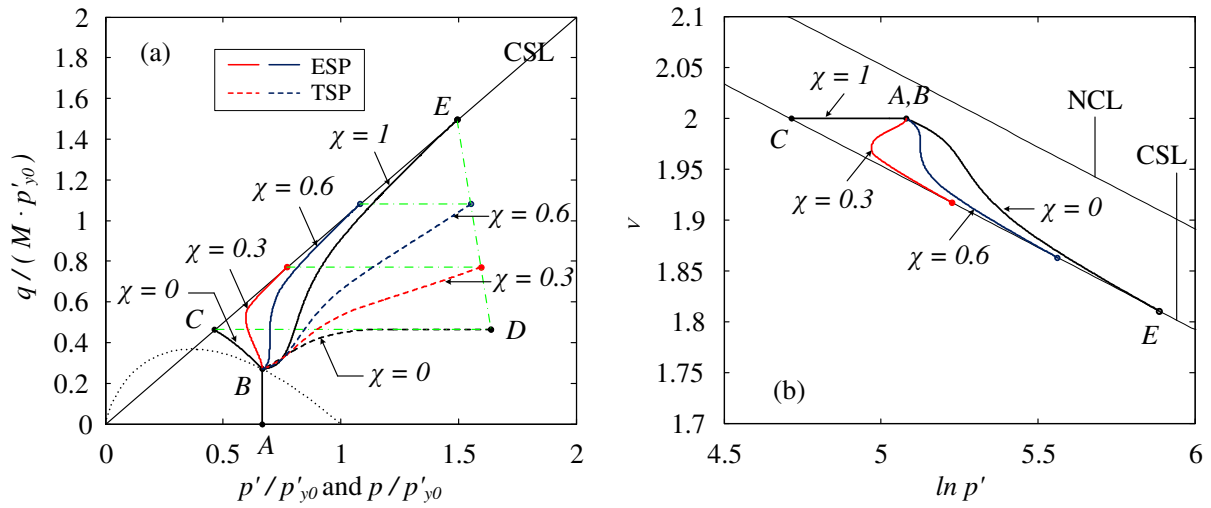 (a)
CSL
ESP
TSP
E
χ = 1
χ = 0.6
χ = 0.6
χ = 0.3
χ = 0.3
χ = 0
C
D
B
χ = 0
A
2
1.8
1.6
1.4
1.2
1
0.8
0.6
0.4
0.2
0
0
0.5
1
1.5
2
q / ( M · p'y0)
p' / p'y0 and p / p'y0
2.1
2.05
2
1.95
1.9
1.85
1.8
1.75
1.7
χ = 1
A,B
NCL
C
CSL
χ = 0.3
χ = 0
χ = 0.6
E
(b)
4.5
5
5.5
6
v
ln p'